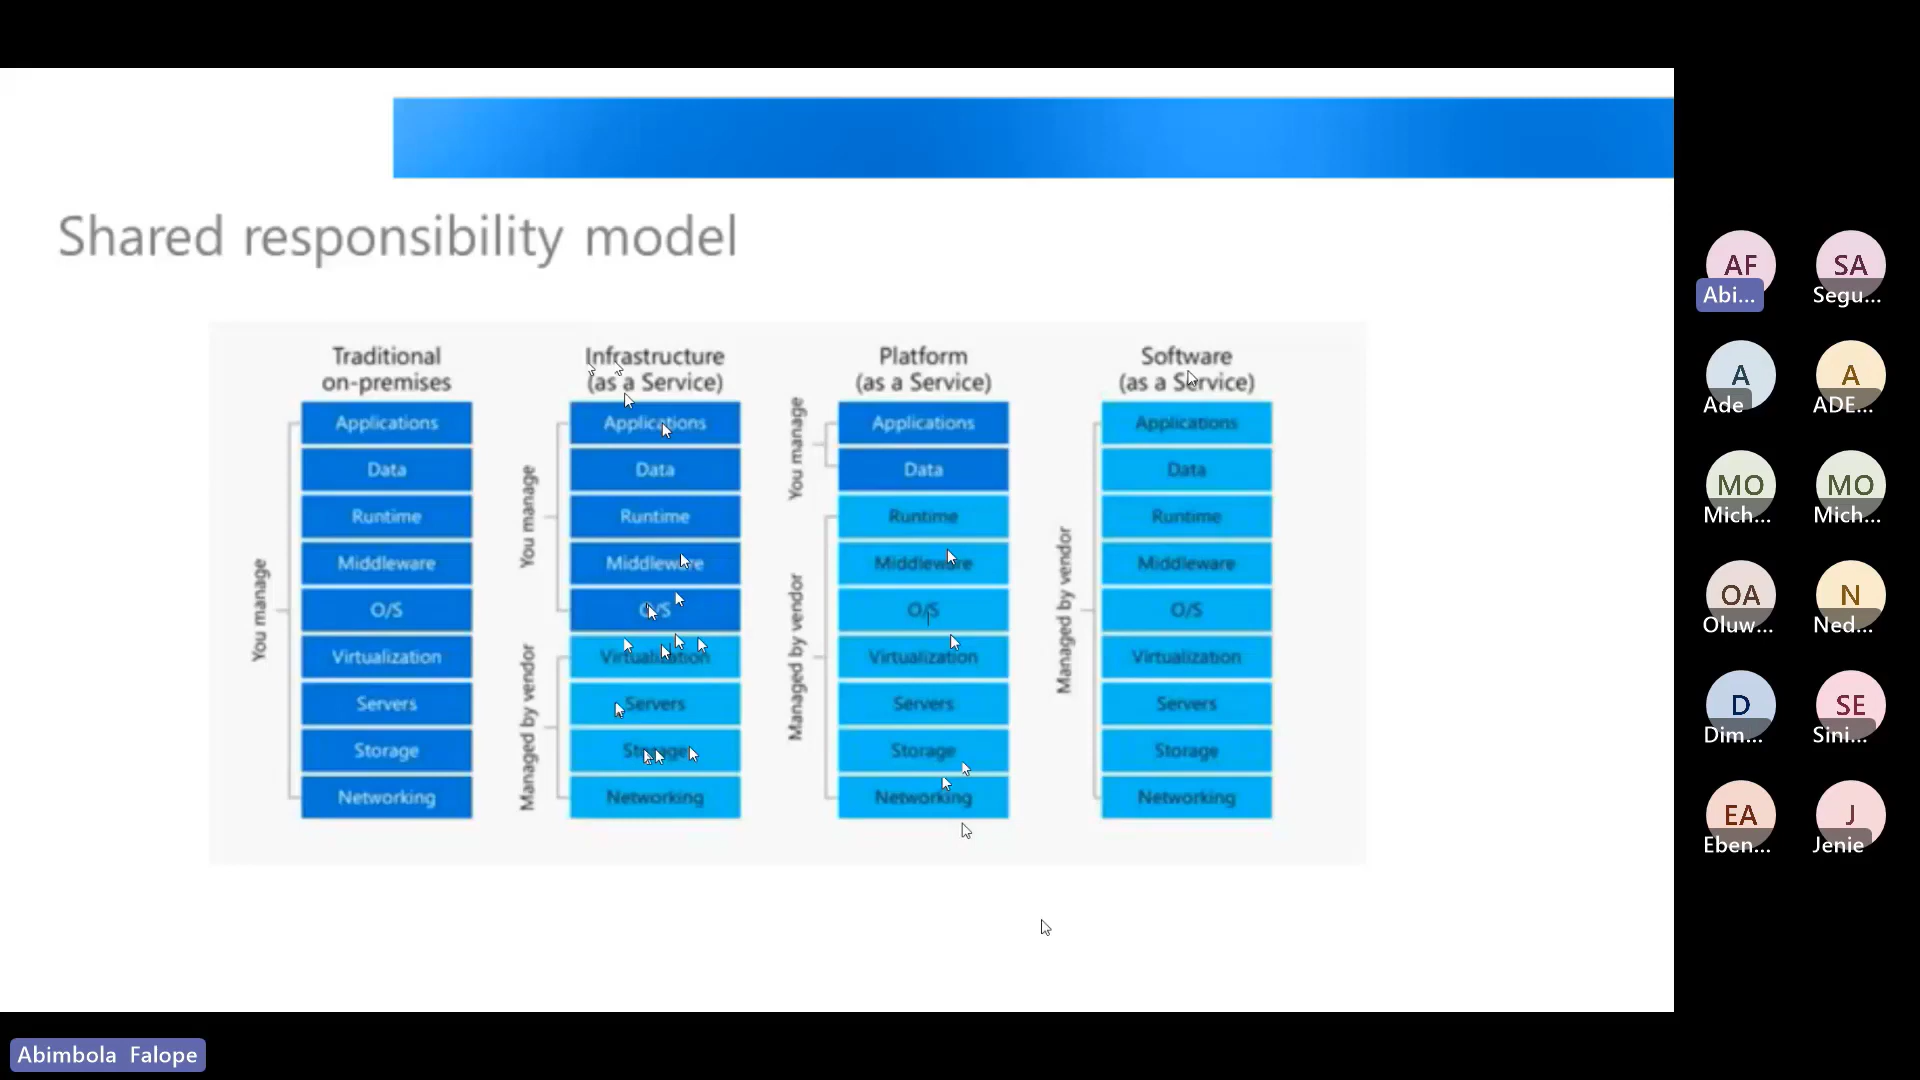 Shared responsibility model
Traditional
on-premises
You manage
Applications
Data
Runtime
Middleware
O/S
Virtualization
Servers
Storage
Networking
Infrastructure
(as a Service)
You manage
Managed by vendor
Applications
Data
Runtime
Middleware
O/S
Virtualization
Servers
Storage
Networking
Platform
(as a Service)
You manage
Managed by vendor
Applications
Data
Runtime
Middleware
O/S
Virtualization
Servers
Storage
Networking
Software
(as a Service)
Managed by vendor
Applications
Data
Runtime
Middleware
O/S
Virtualization
Servers
Storage
Networking
AF
Abi...
SA
Segu...
A
Ade
A
ADE...
MO
Mich...
MO
Mich...
OA
Oluw...
N
Ned...
D
Dim...
SE
Sini...
EA
Eben...
J
Jenie
Abimbola Falope